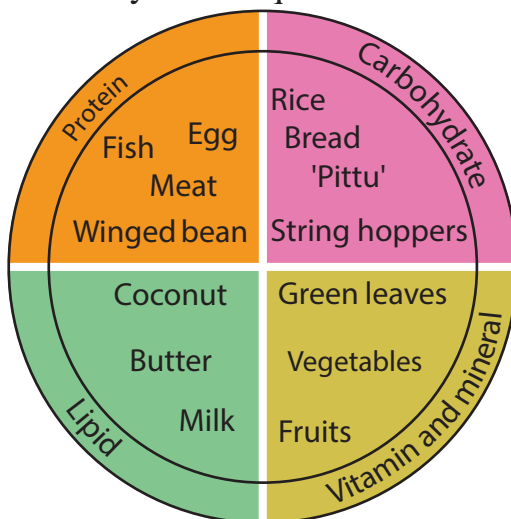 Protein
Fish
Egg
Meat
Winged bean
Carbohydrate
Rice
Bread
'Pittu'
String hoppers
Lipid
Coconut
Butter
Milk
Vitamin and mineral
Green leaves
Vegetables
Fruits